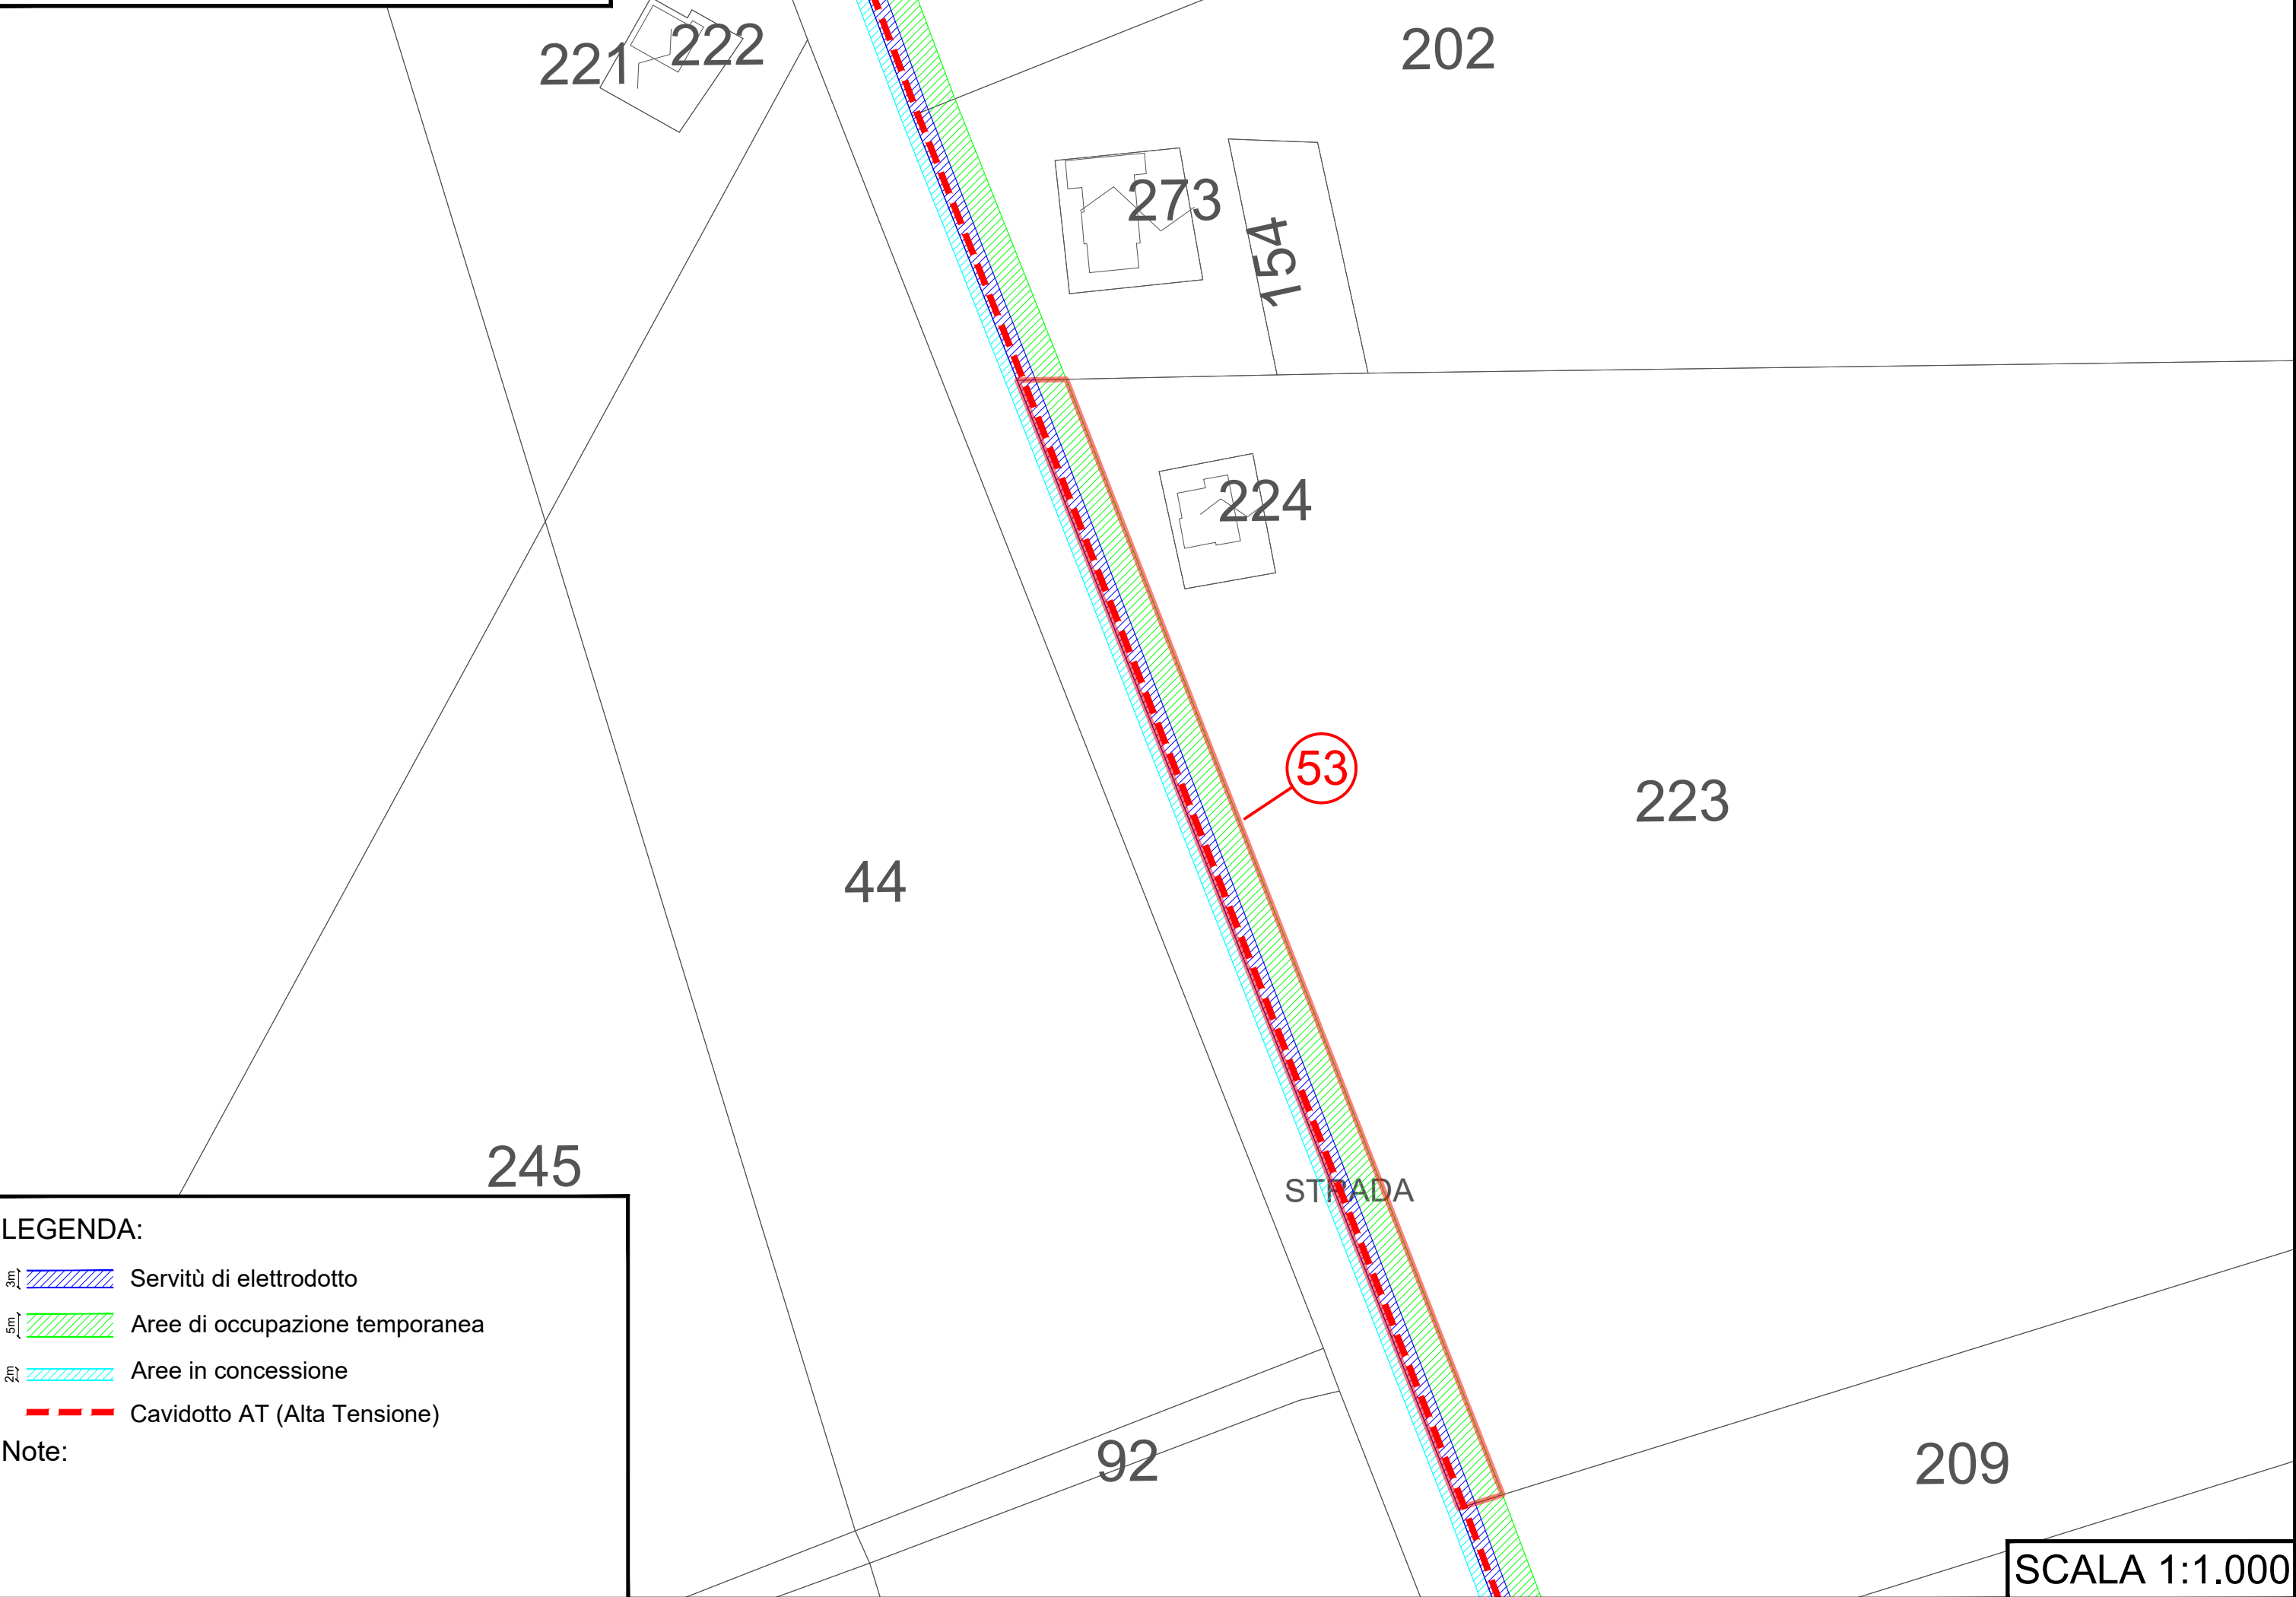 221
222
202
273
154
224
53
223
44
245
STRADA
92
209
LEGENDA:
3m
Servitù di elettrodotto
5m
Aree di occupazione temporanea
2m
Aree in concessione
Cavidotto AT (Alta Tensione)
Note:
SCALA 1:1.000